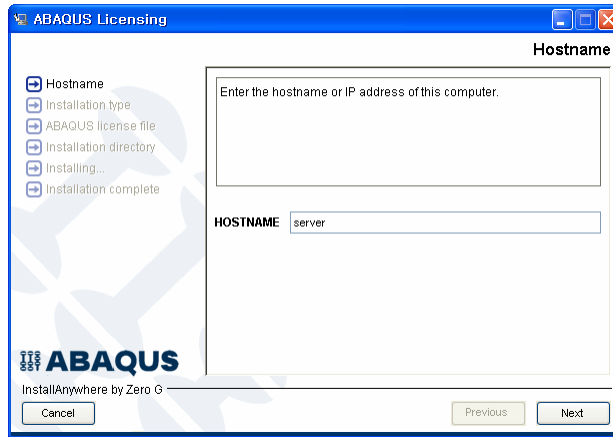 ABAQUS Licensing
Hostname
Hostname
Installation type
ABAQUS license file
Installation directory
Installing...
Installation complete
Enter the hostname or IP address of this computer.
HOSTNAME server
ABAQUS
InstallAnywhere by Zero G
Cancel Previous Next